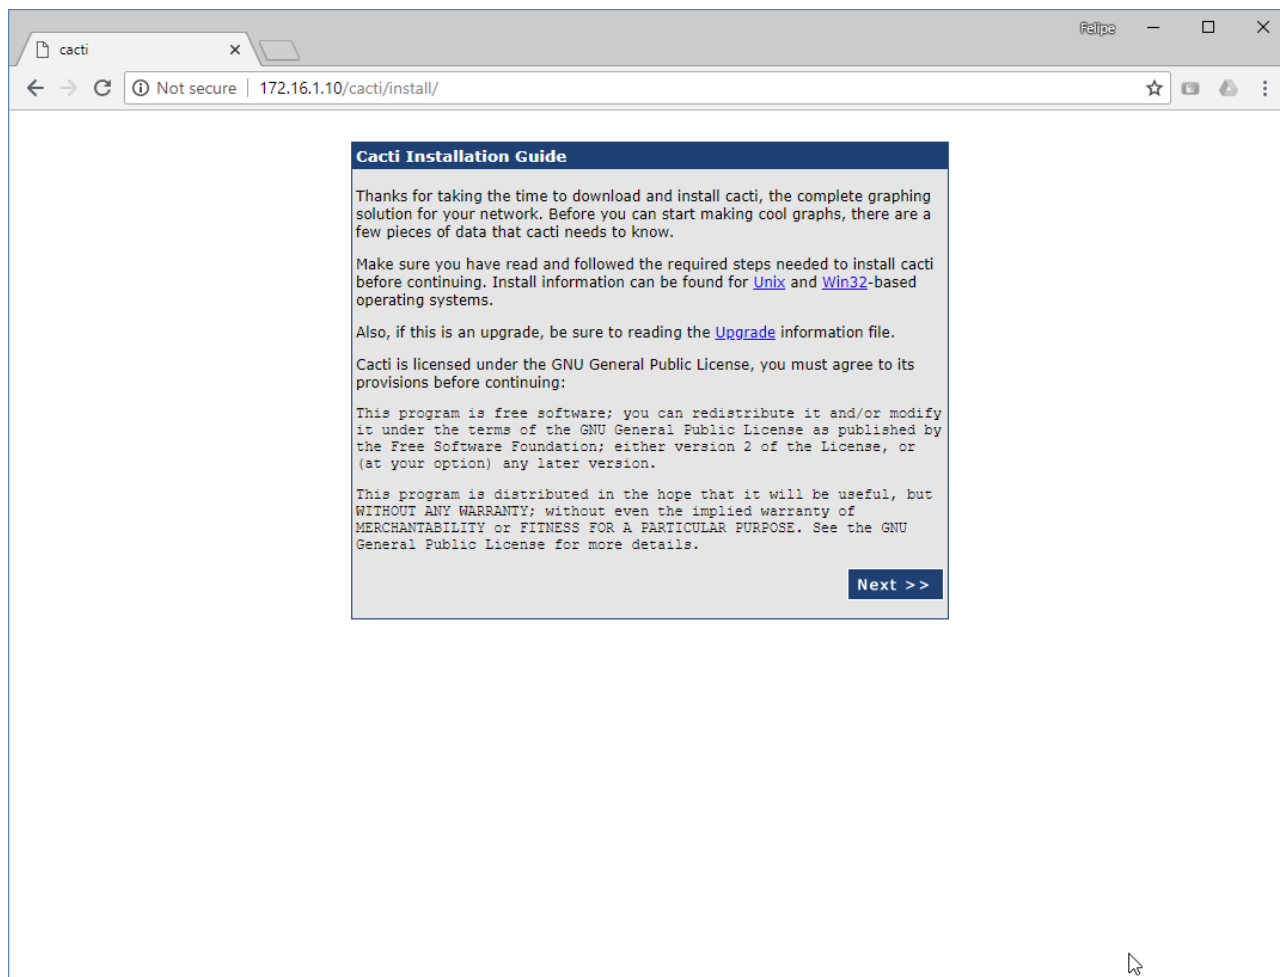 Felipe
cacti
Not secure | 172.16.1.10/cacti/install/
Cacti Installation Guide
Thanks for taking the time to download and install cacti, the complete graphing
solution for your network. Before you can start making cool graphs, there are a
few pieces of data that cacti needs to know.
Make sure you have read and followed the required steps needed to install cacti
before continuing. Install information can be found for Unix and Win32-based
operating systems.
Also, if this is an upgrade, be sure to reading the Upgrade information file.
Cacti is licensed under the GNU General Public License, you must agree to its
provisions before continuing:
This program is free software; you can redistribute it and/or modify
it under the terms of the GNU General Public License as published by
the Free Software Foundation; either version 2 of the License, or
(at your option) any later version.
This program is distributed in the hope that it will be useful, but
WITHOUT ANY WARRANTY; without even the implied warranty of
MERCHANTABILITY or FITNESS FOR A PARTICULAR PURPOSE. See the GNU
General Public License for more details.
Next >>